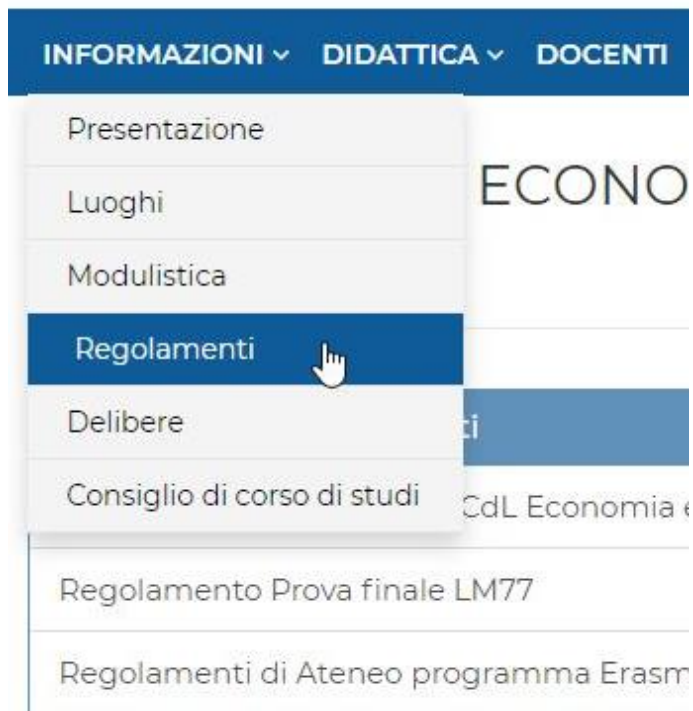 INFORMAZIONI DIDATTICA DOCENTI
Presentazione
Luoghi
ECONO
Modulistica
Regolamenti
Delibere
ti
Consiglio di corso di studi
CdL Economia e
Regolamento Prova finale LM77
Regolamenti di Ateneo programma Erasm